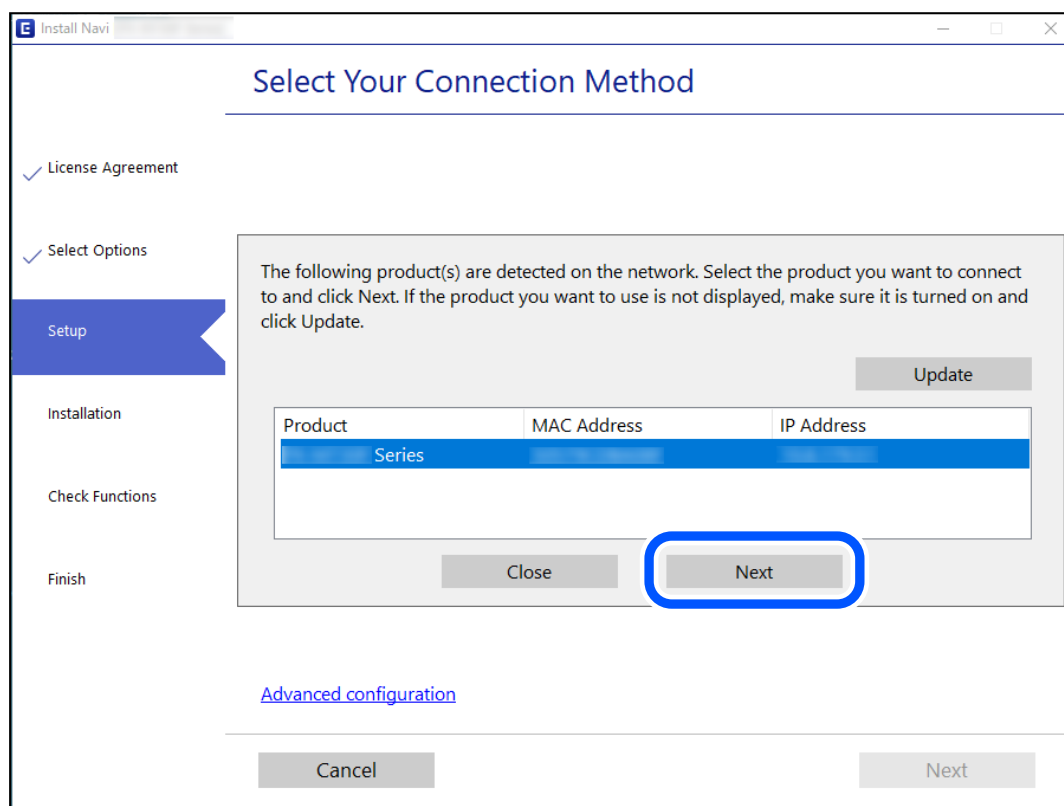 E Install Navi
Select Your Connection Method
License Agreement
Select Options
Setup
Installation
Check Functions
Finish
The following product(s) are detected on the network. Select the product you want to connect
to and click Next. If the product you want to use is not displayed, make sure it is turned on and
click Update.
Update
Product MAC Address IP Address
Series
Close Next
Advanced configuration
Cancel Next